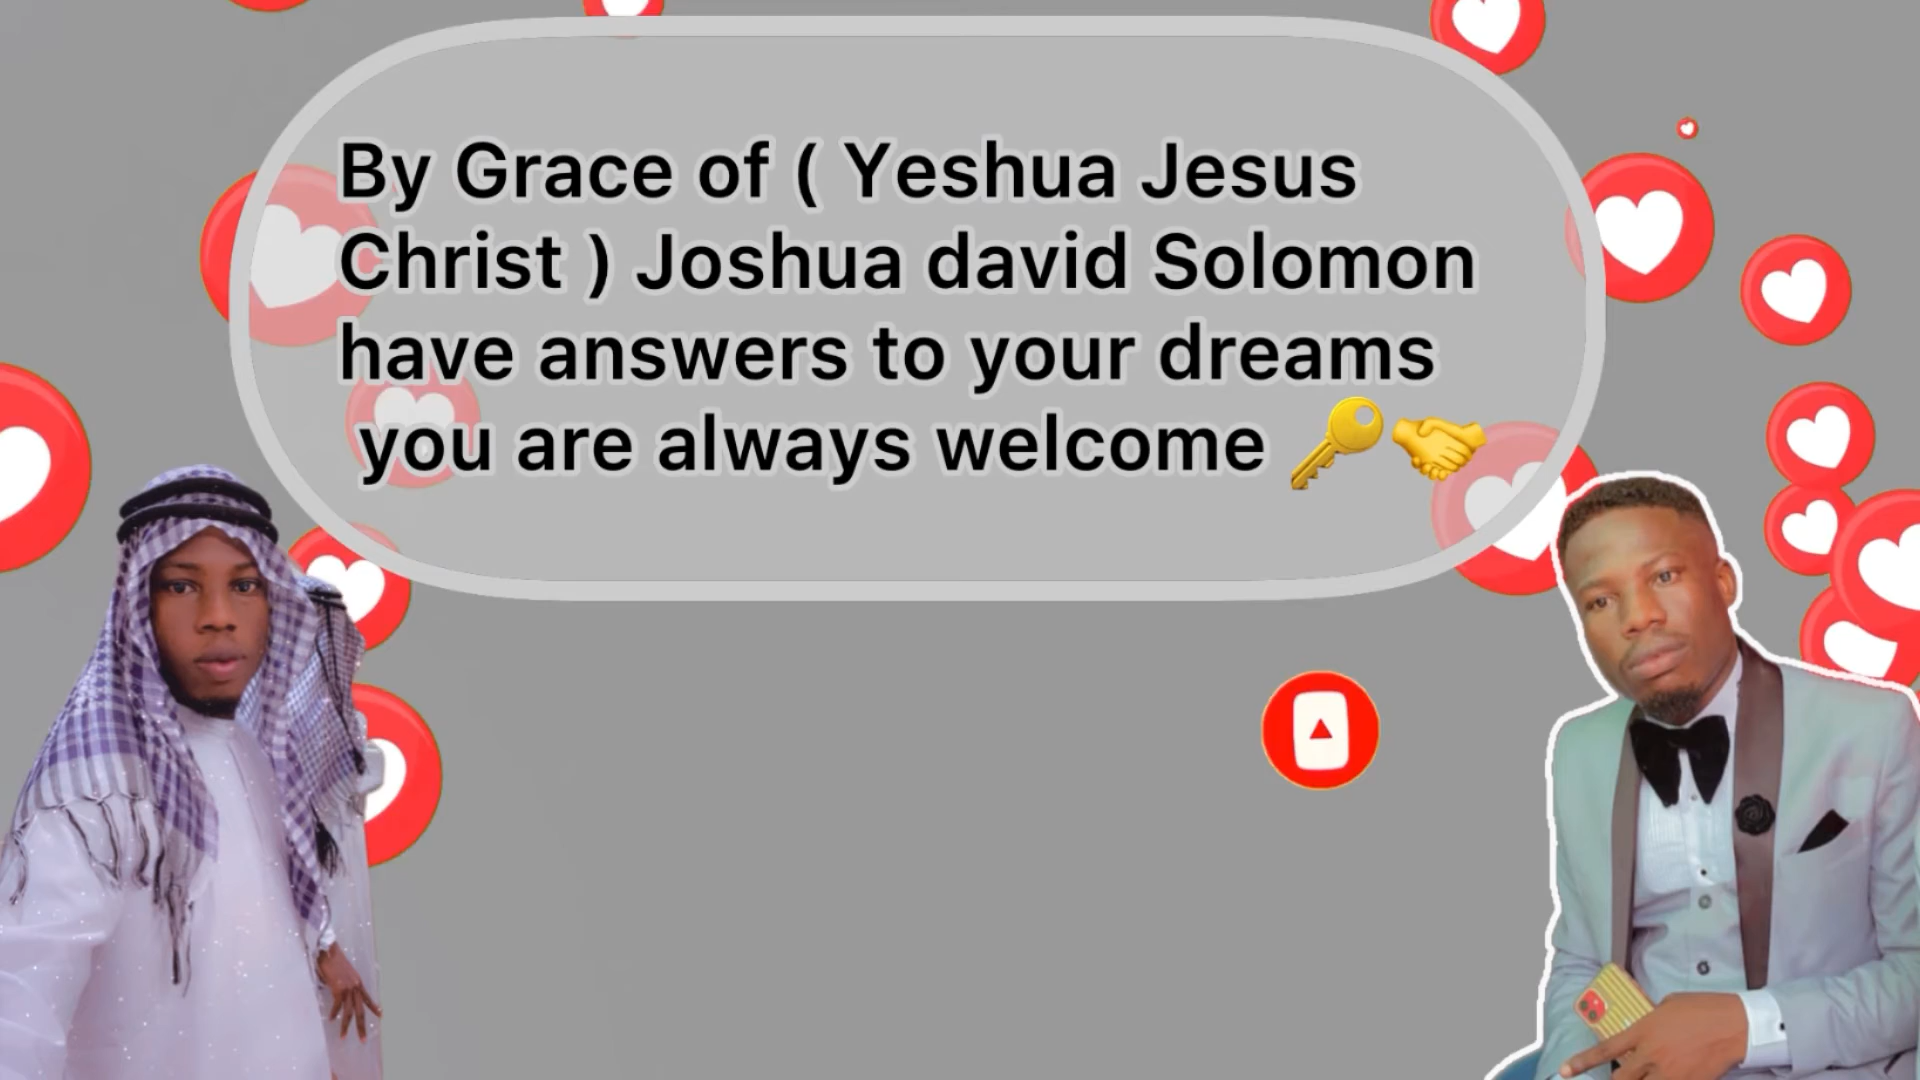 By Grace of ( Yeshua Jesus
Christ ) Joshua david Solomon
have answers to your dreams
you are always welcome 🔑🤝